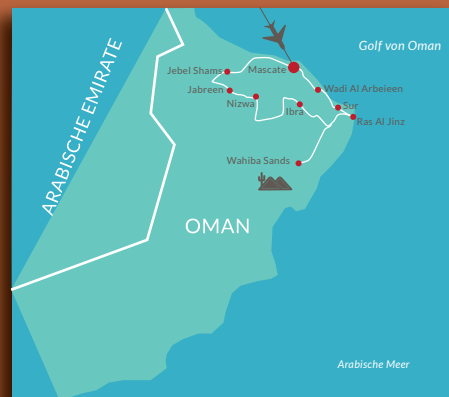 Golf von Oman
ARABISCHE EMIRATE
Jebel Shams
Mascate
Jabreen
Wadi Al Arbeieen
Nizwa
Ibra
Sur
Ras Al Jinz
Wahiba Sands
OMAN
Arabische Meer